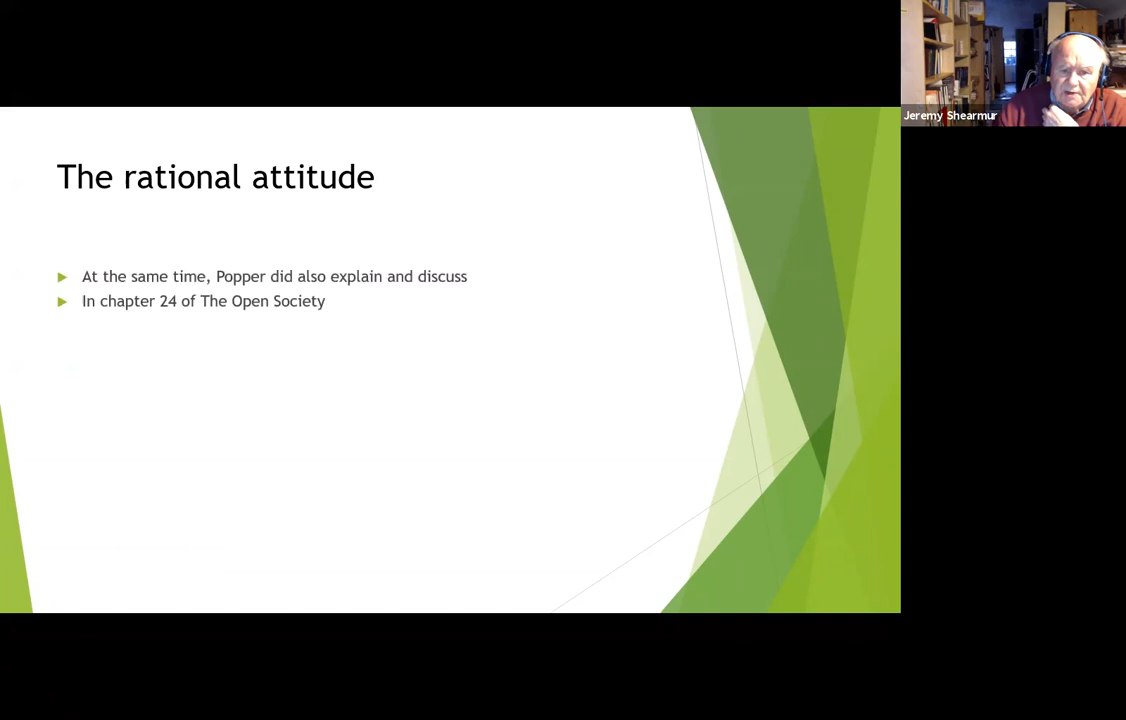 The rational attitude
At the same time, Popper did also explain and discuss
In chapter 24 of The Open Society
Jeremy Shearmur